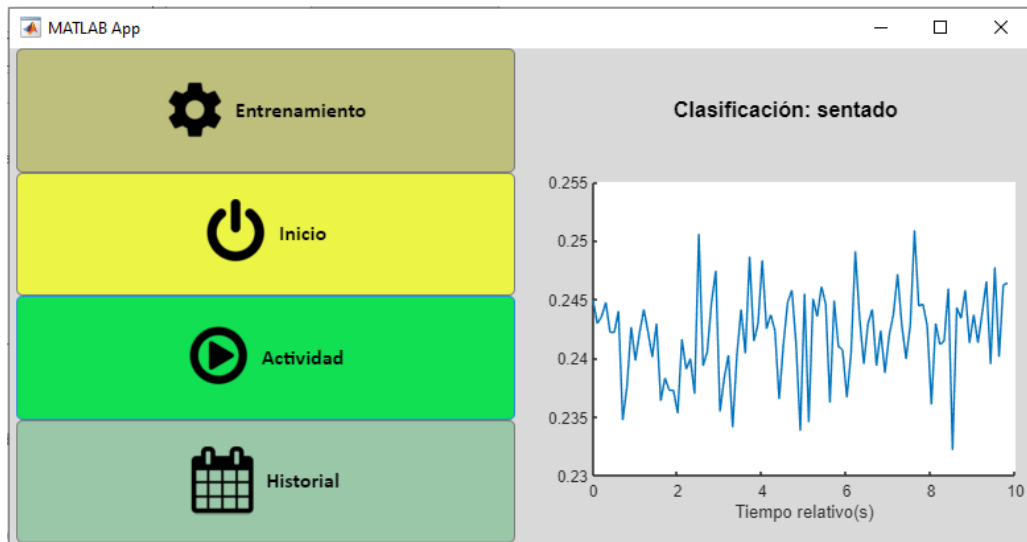 MATLAB App
Entrenamiento
Inicio
Actividad
Historial
Clasificación: sentado
0.255
0.25
0.245
0.24
0.235
0.23
0 2 4 6 8 10
Tiempo relativo(s)